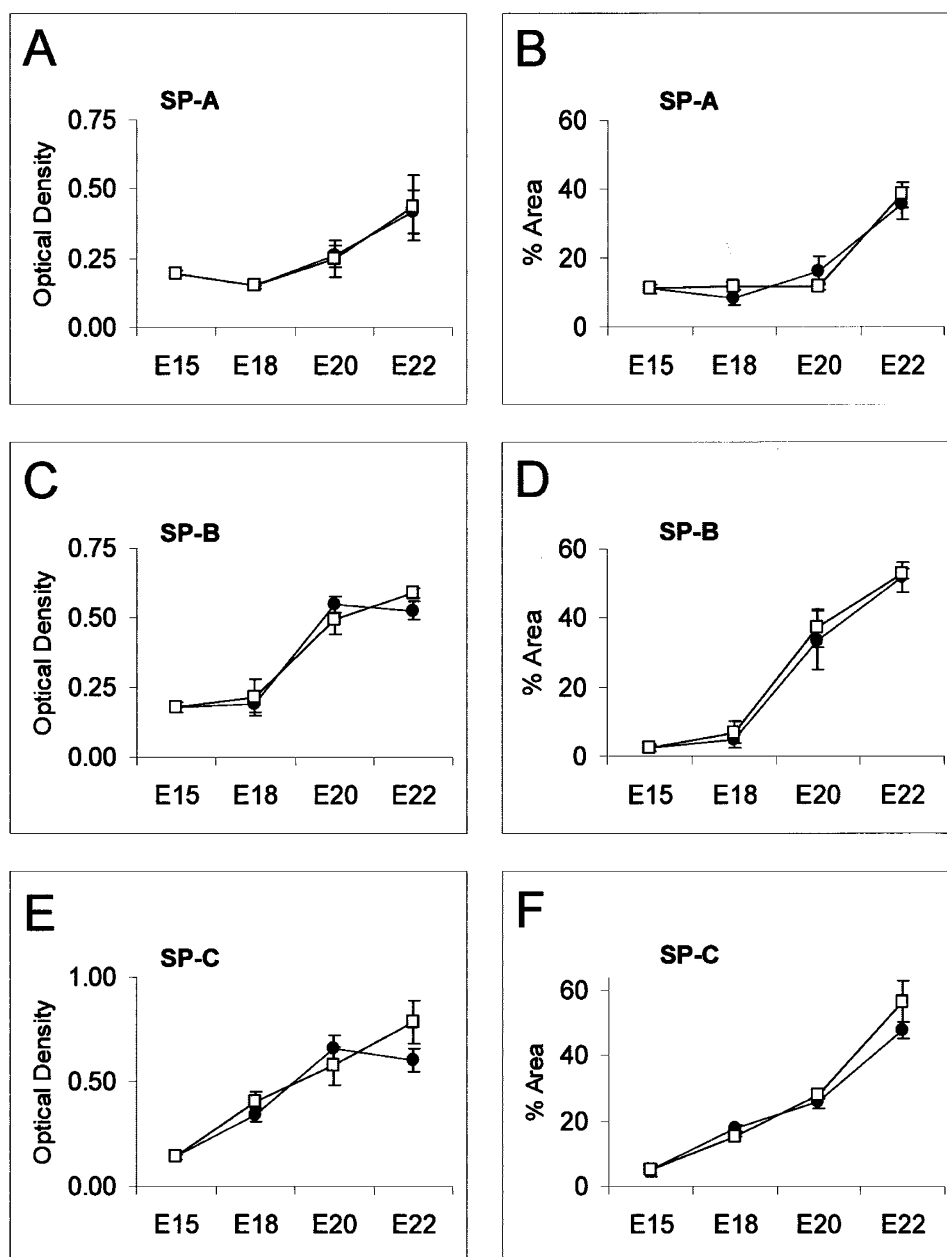 A
SP-A
0.75
0.50
0.25
0.00
Optical Density
E15 E18 E20 E22
B
SP-A
60
40
20
0
% Area
E15 E18 E20 E22
C
SP-B
0.75
0.50
0.25
0.00
Optical Density
E15 E18 E20 E22
D
SP-B
60
40
20
0
% Area
E15 E18 E20 E22
E
SP-C
1.00
0.50
0.00
Optical Density
E15 E18 E20 E22
F
SP-C
60
40
20
0
% Area
E15 E18 E20 E22